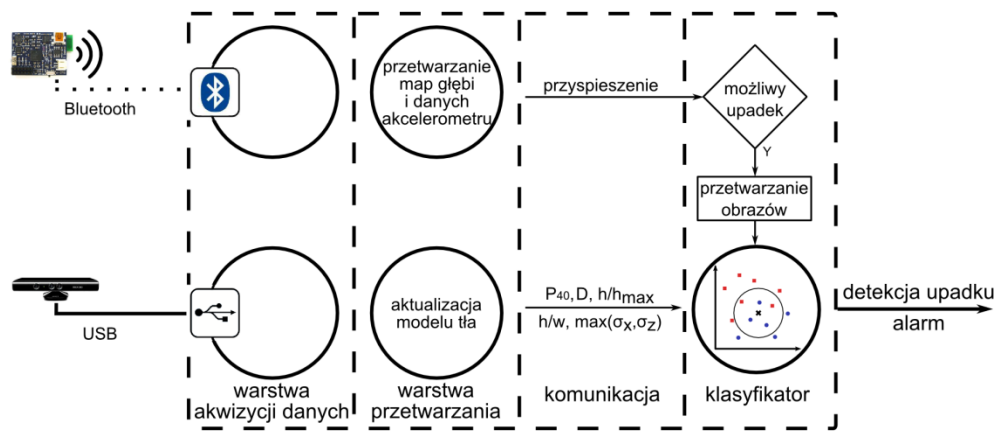 Bluetooth
przetwarzanie
map głębi
i danych
akcelerometru
przyspieszenie
możliwy
upadek
Y
przetwarzanie
obrazów
USB
aktualizacja
modelu tła
P40, D, h/hmax
h/w, max(σx,σz)
detekcja upadku
alarm
warstwa
akwizycji danych
warstwa
przetwarzania
komunikacja
klasyfikator